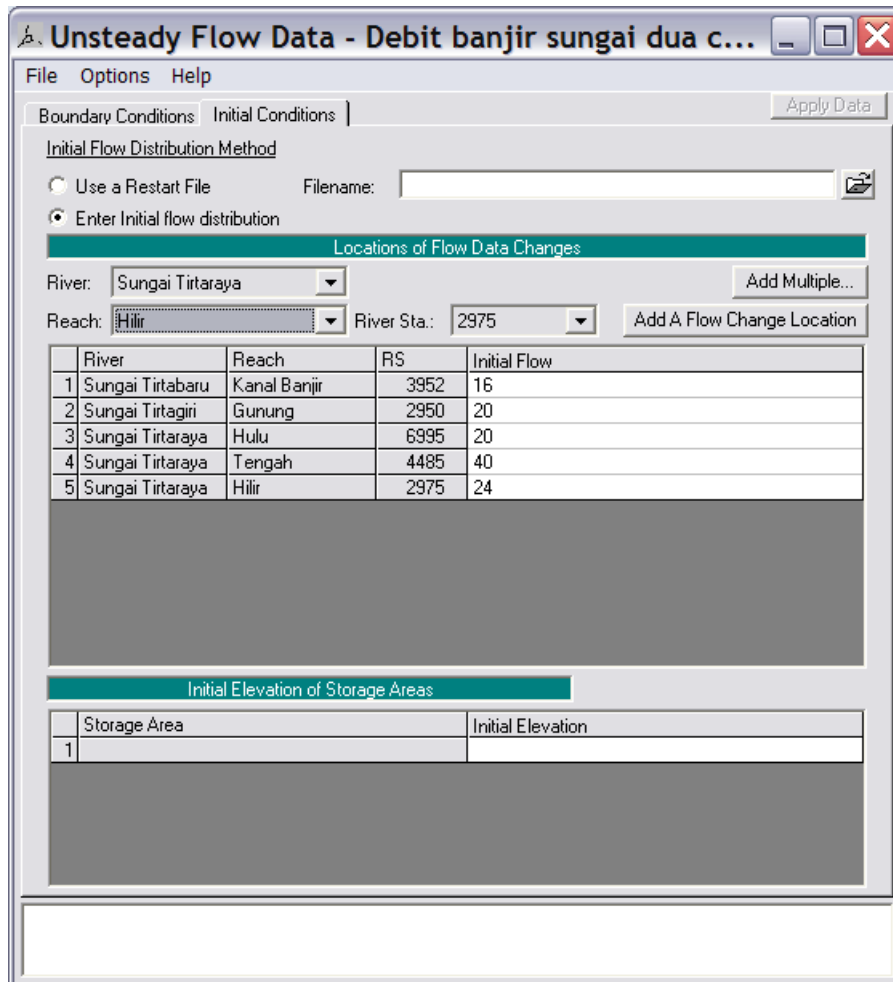 Unsteady Flow Data - Debit banjir sungai dua c...
File Options Help
Boundary Conditions Initial Conditions Apply Data
Initial Flow Distribution Method
Use a Restart File Filename:
Enter Initial flow distribution
Locations of Flow Data Changes
River: Sungai Tirtaraya Add Multiple...
Reach: Hilir River Sta.: 2975 Add A Flow Change Location
River Reach RS Initial Flow
1 Sungai Tirtabaru Kanal Banjir 3952 16
2 Sungai Tirtagiri Gunung 2950 20
3 Sungai Tirtaraya Hulu 6995 20
4 Sungai Tirtaraya Tengah 4485 40
5 Sungai Tirtaraya Hilir 2975 24
Initial Elevation of Storage Areas
Storage Area Initial Elevation
1